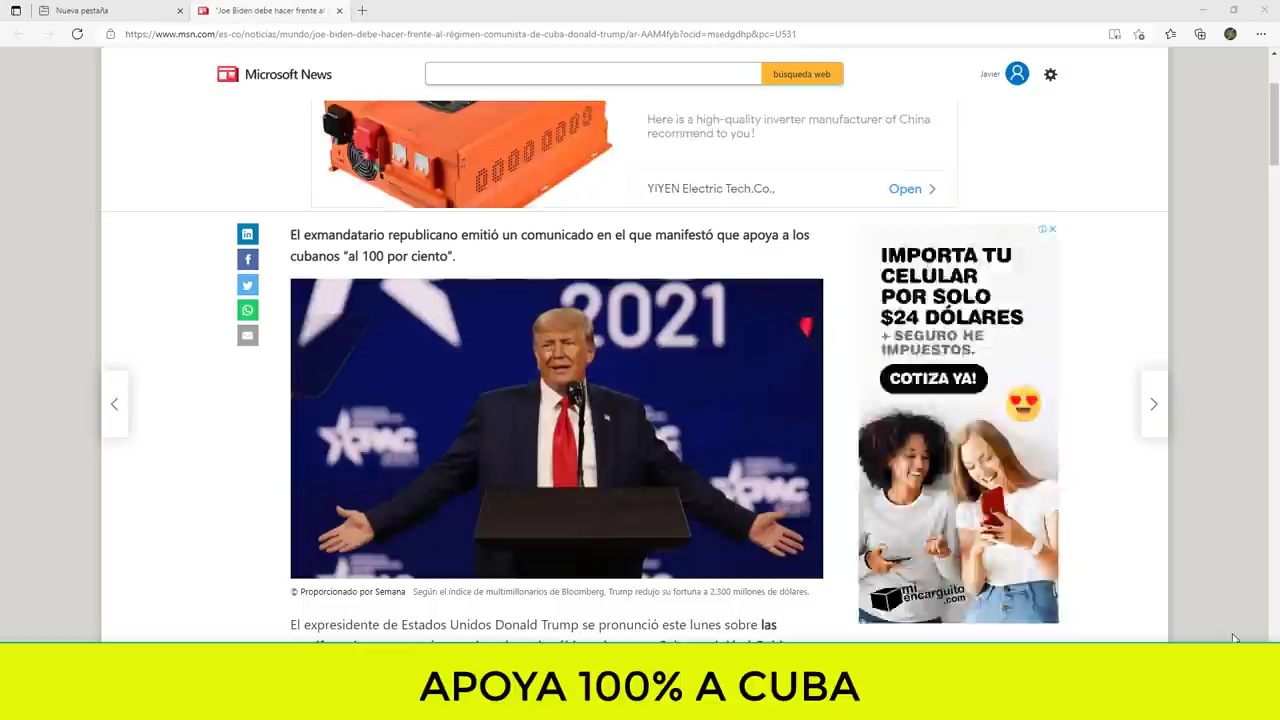 Nueva pestaña
"Joe Biden debe hacer frente al
https://www.msn.com/es-co/noticias/mundo/joe-biden-debe-hacer-frente-al-régimen-comunista-de-cuba-donald-trump/ar-AAM4fyb?ocid=msedgdhp&pc=U531
Microsoft News
búsqueda web
Javier
Here is a high-quality inverter manufacturer of China
recommend to you!
YIYEN Electric Tech.Co.,
Open
El exmandatario republicano emitió un comunicado en el que manifestó que apoya a los
cubanos “al 100 por ciento”.
2021
© Proporcionado por Semana Según el índice de multimillonarios de Bloomberg, Trump redujo su fortuna a 2.300 millones de dólares.
El expresidente de Estados Unidos Donald Trump se pronunció este lunes sobre las
IMPORTA TU
CELULAR
POR SOLO
$24 DÓLARES
+ SEGURO HE
IMPUESTOS.
COTIZA YA!
mi
encarguito
.com
APOYA 100% A CUBA